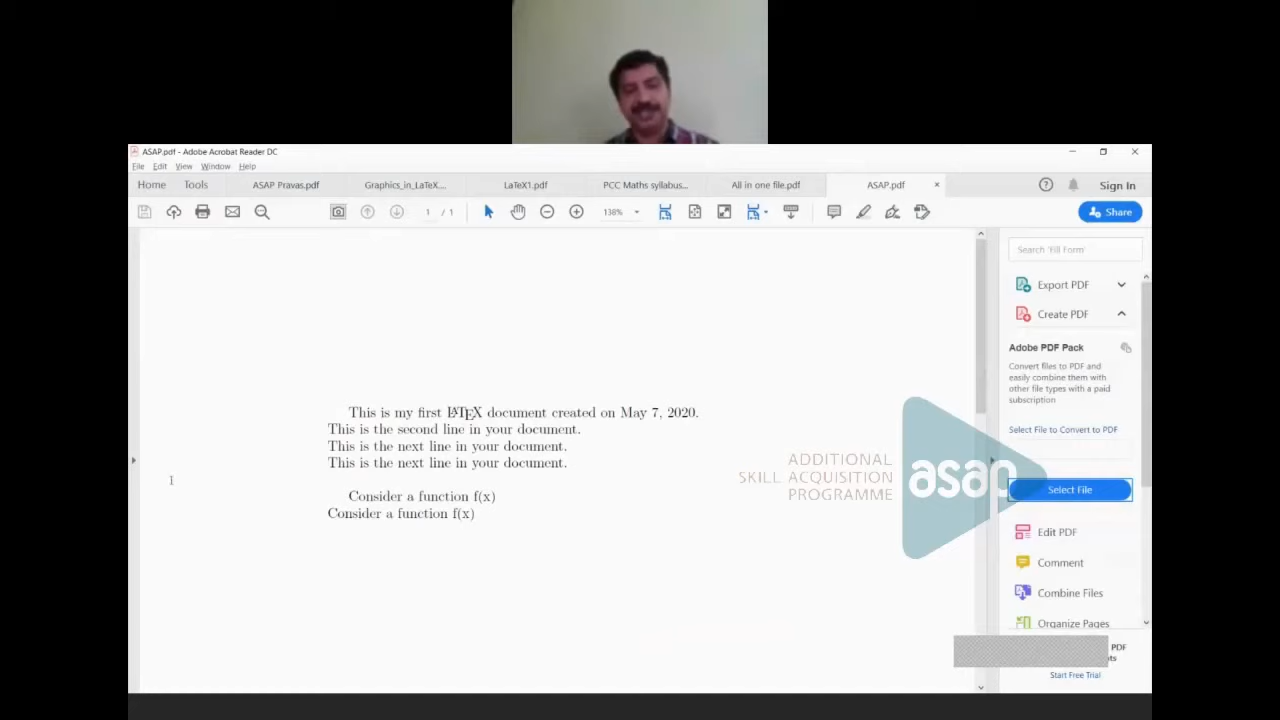 ASAP.pdf - Adobe Acrobat Reader DC
File Edit View Window Help
Home Tools ASAP Pravas.pdf Graphics_in_LaTeX.... LaTeX1.pdf PCC Maths syllabus... All in one file.pdf ASAP.pdf × Sign In
1 / 1 138% Share
Search 'Fill Form'
Export PDF
Create PDF
Adobe PDF Pack
Convert files to PDF and
easily combine them with
other file types with a paid
subscription
Select File to Convert to PDF
Select File
Edit PDF
Comment
Combine Files
Organize Pages
PDF
Start Free Trial
This is my first LATEX document created on May 7, 2020.
This is the second line in your document.
This is the next line in your document.
This is the next line in your document.
Consider a function f(x)
Consider a function f(x)
ADDITIONAL
SKILL ACQUISITION
PROGRAMME
asap